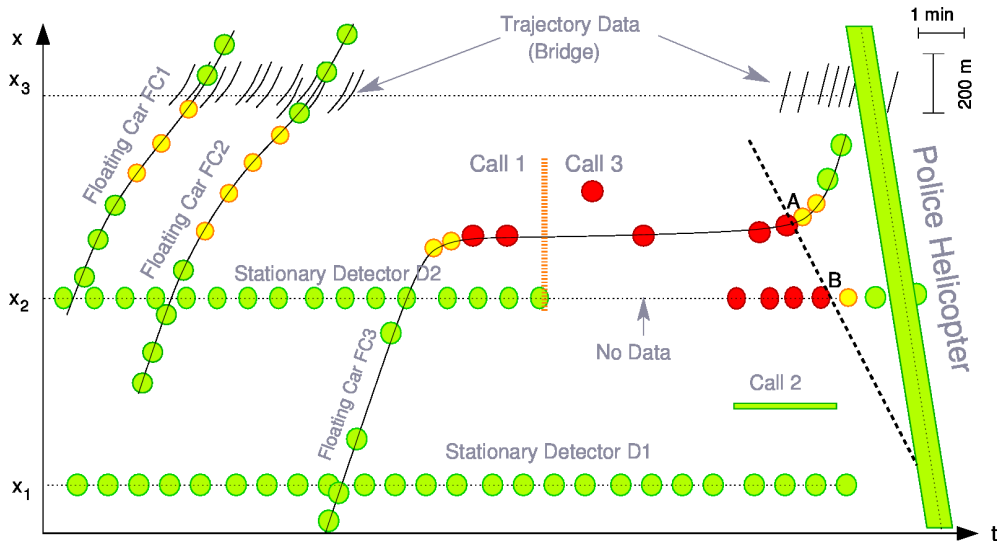 x
Trajectory Data
(Bridge)
1 min
200 m
x3
Floating Car FC1
Floating Car FC2
Call 1
Call 3
A
Police Helicopter
Stationary Detector D2
B
x2
No Data
Floating Car FC3
Call 2
Stationary Detector D1
x1
t